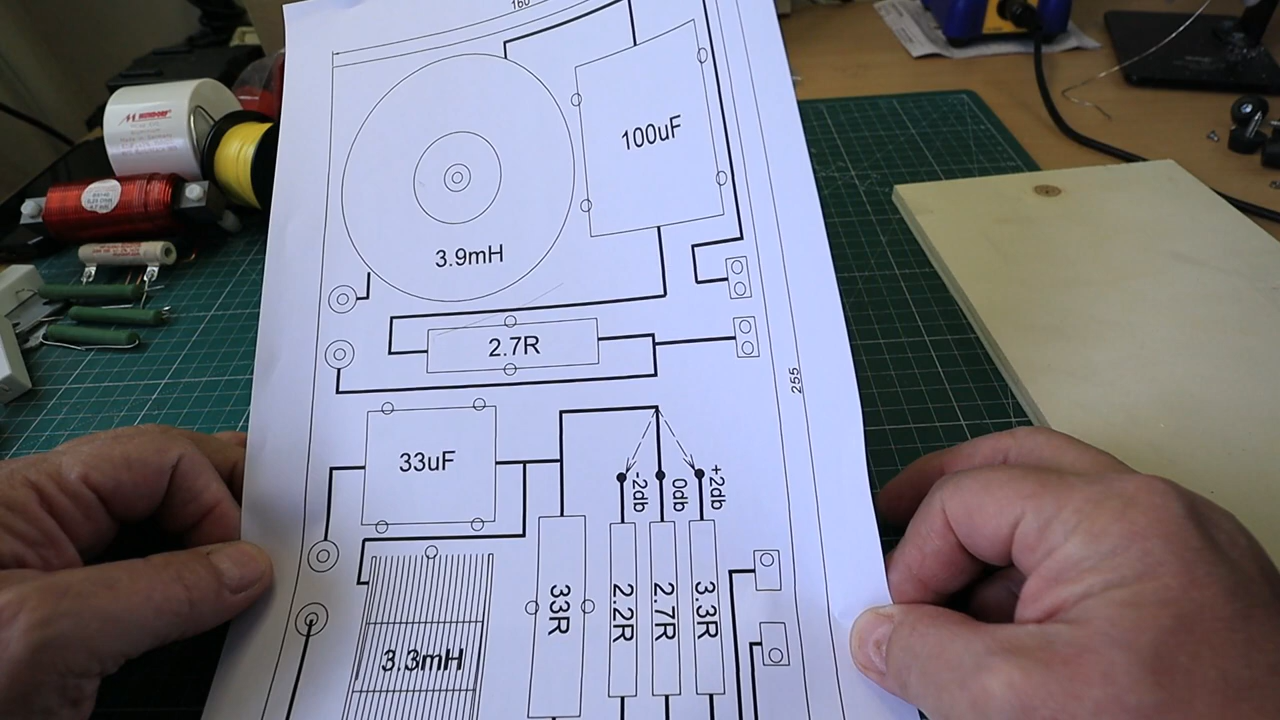 160
100uF
3.9mH
2.7R
255
33uF
-2db
0db
+2db
33R
2.2R
2.7R
3.3R
3.3mH
MUNDORF